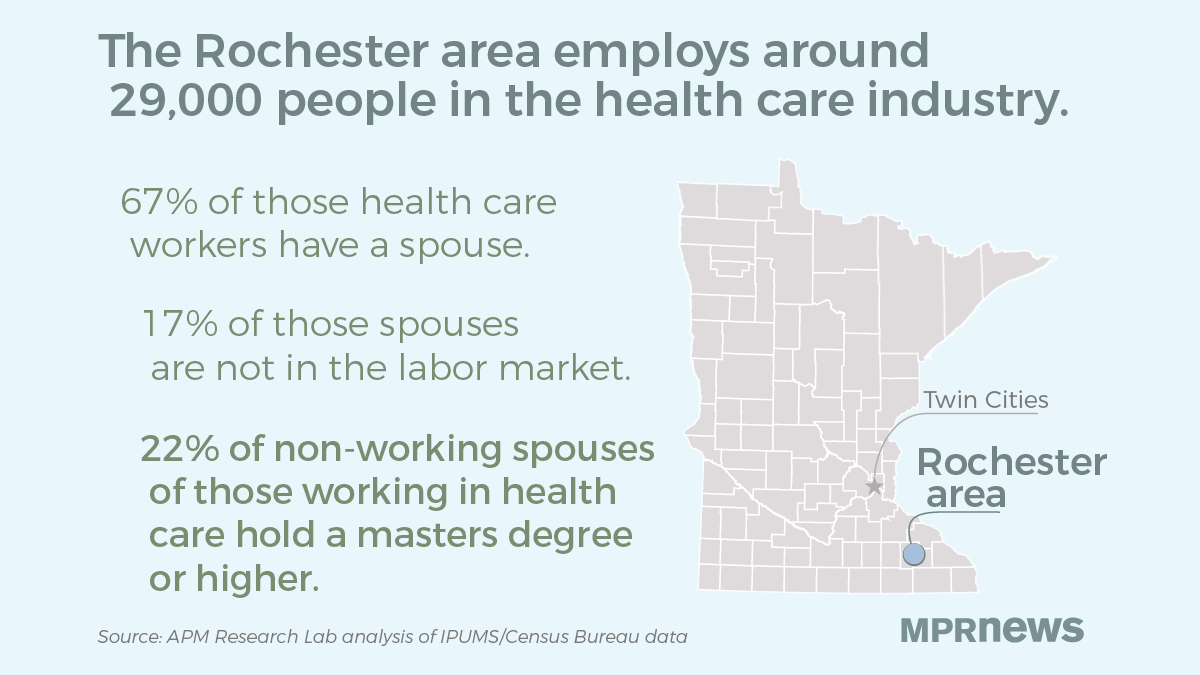 The Rochester area employs around
29,000 people in the health care industry.
67% of those health care
workers have a spouse.
17% of those spouses
are not in the labor market.
22% of non-working spouses
of those working in health
care hold a masters degree
or higher.
Twin Cities
Rochester
area
Source: APM Research Lab analysis of IPUMS/Census Bureau data
MPRnews